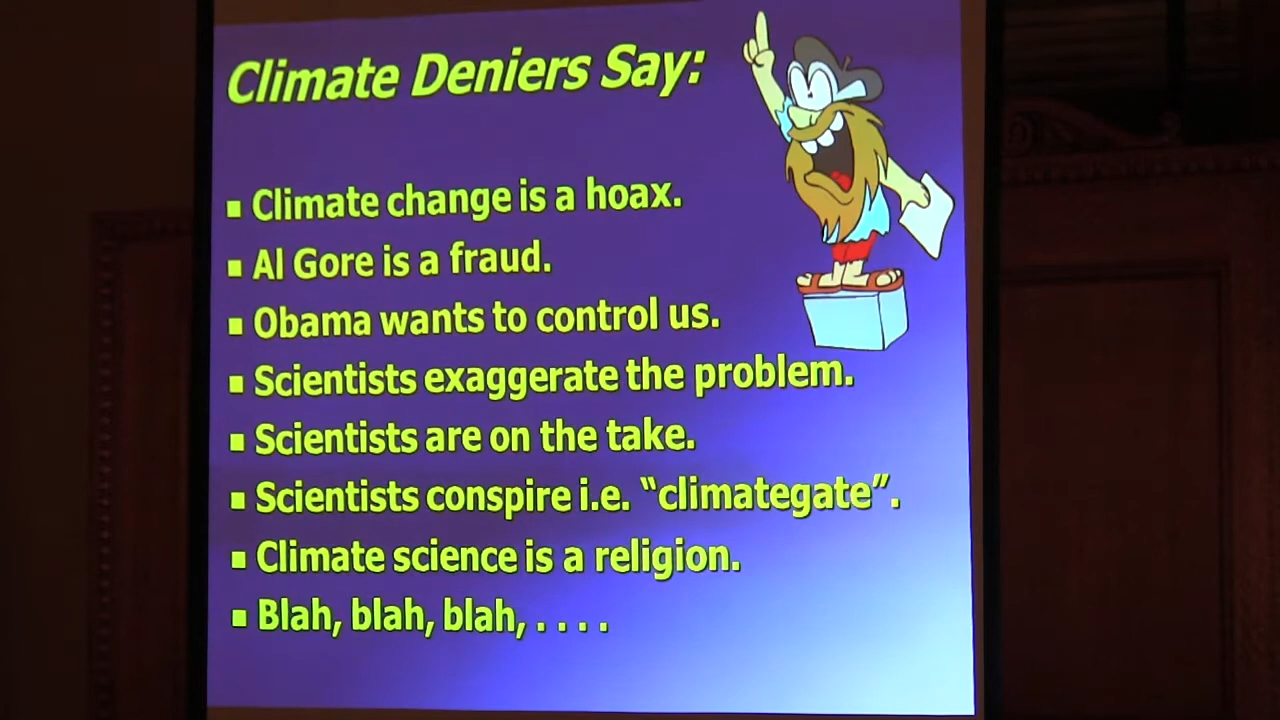 Climate Deniers Say:
▪ Climate change is a hoax.
▪ Al Gore is a fraud.
▪ Obama wants to control us.
▪ Scientists exaggerate the problem.
▪ Scientists are on the take.
▪ Scientists conspire i.e. “climategate”.
▪ Climate science is a religion.
▪ Blah, blah, blah, . . . .